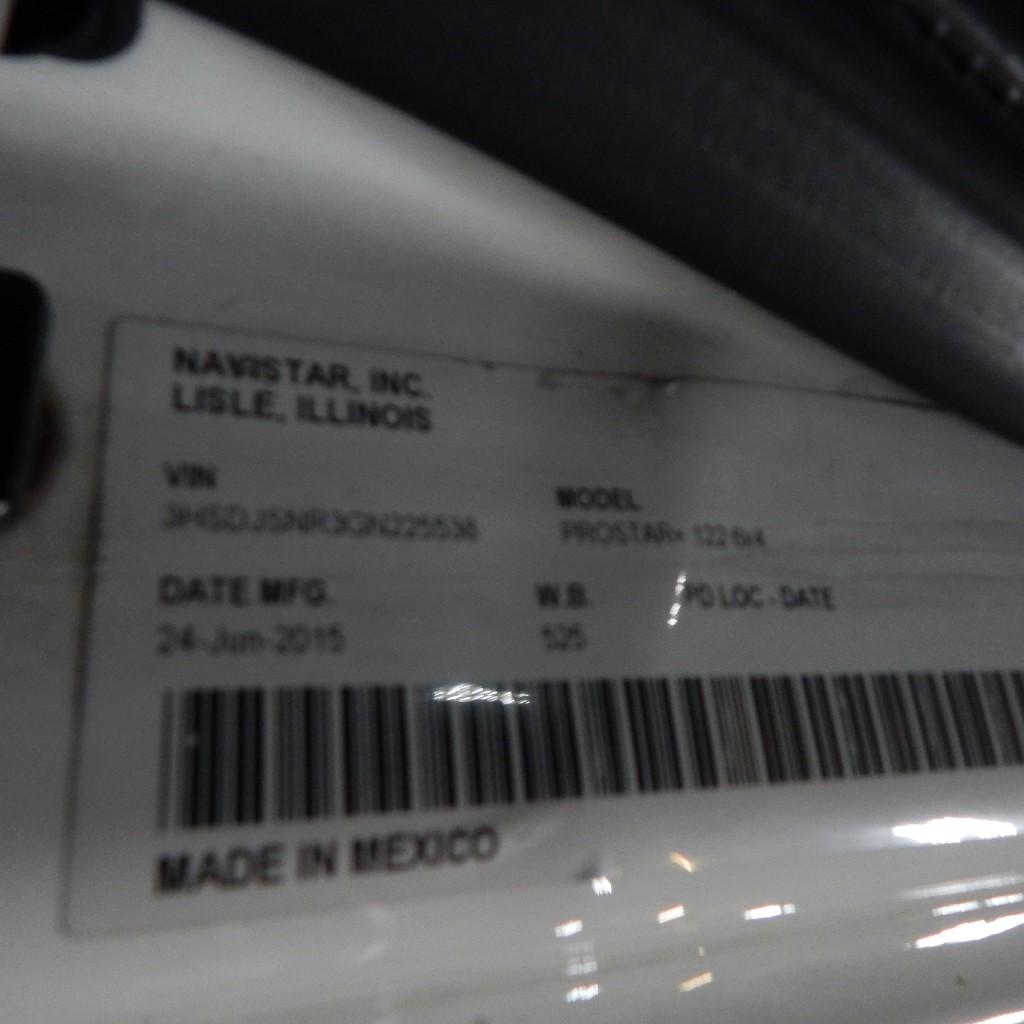 NAVISTAR, INC.
LISLE, ILLINOIS
VIN
3HSDJSNR3GN225538
MODEL
PROSTAR+ 122 6x4
DATE MFG.
24-Jun-2015
W.B.
525
PD LOC - DATE
MADE IN MEXICO